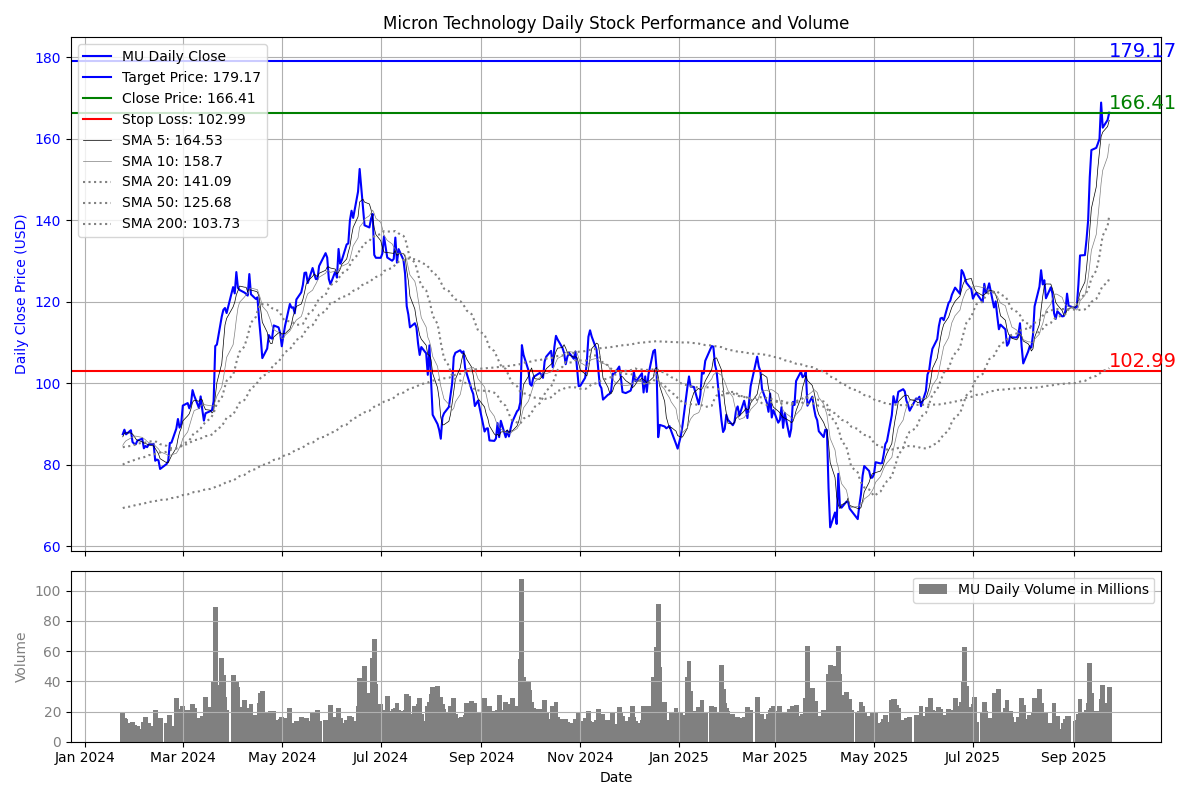 Micron Technology Daily Stock Performance and Volume
179.17
166.41
102.99
MU Daily Close
Target Price: 179.17
Close Price: 166.41
Stop Loss: 102.99
SMA 5: 164.53
SMA 10: 158.7
SMA 20: 141.09
SMA 50: 125.68
SMA 200: 103.73
Daily Close Price (USD)
180
160
140
120
100
80
60
MU Daily Volume in Millions
Volume
100
80
60
40
20
0
Jan 2024 Mar 2024 May 2024 Jul 2024 Sep 2024 Nov 2024 Jan 2025 Mar 2025 May 2025 Jul 2025 Sep 2025
Date